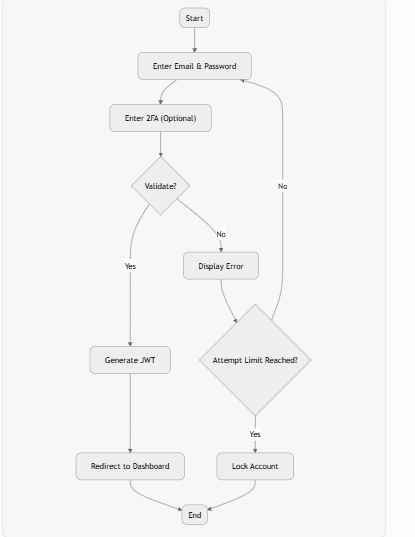 Start
Enter Email & Password
Enter 2FA (Optional)
Validate?
No
No
Yes
Display Error
Generate JWT
Attempt Limit Reached?
Yes
Redirect to Dashboard
Lock Account
End